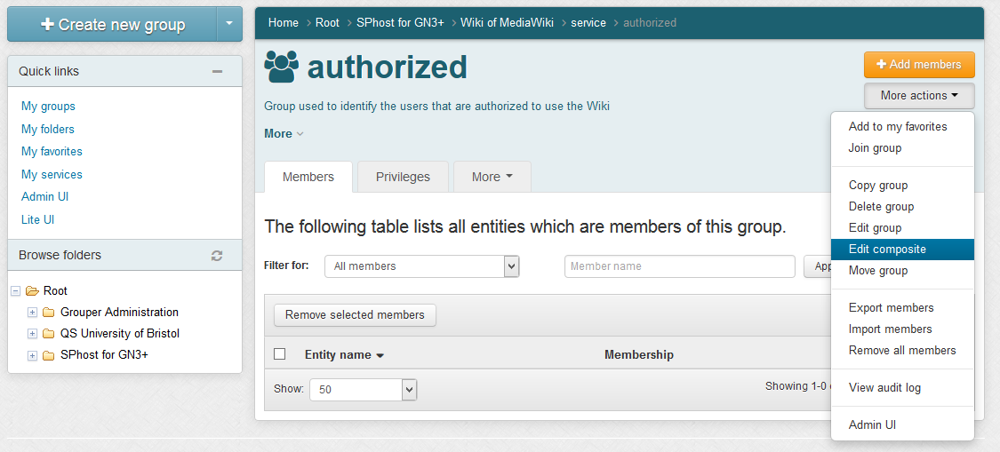 Create new group
Quick links
My groups
My folders
My favorites
My services
Admin UI
Lite UI
Browse folders
Root
Grouper Administration
QS University of Bristol
SPhost for GN3+
Home Root SPhost for GN3+ Wiki of MediaWiki service authorized
authorized
Add members
More actions
Group used to identify the users that are authorized to use the Wiki
More
Add to my favorites
Join group
Copy group
Delete group
Edit group
Edit composite
Move group
Export members
Import members
Remove all members
View audit log
Admin UI
Members Privileges More
The following table lists all entities which are members of this group.
Filter for: All members Member name
Remove selected members
Entity name Membership
Show: 50 Showing 1-0